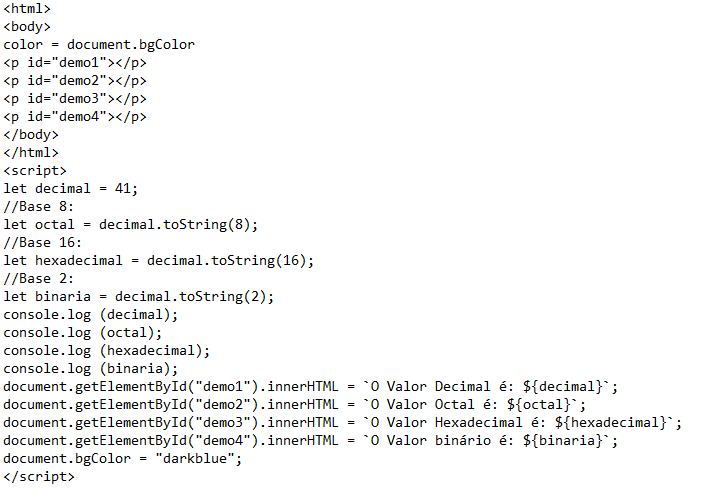 <html>
<body>
color = document.bgColor
<p id="demo1"></p>
<p id="demo2"></p>
<p id="demo3"></p>
<p id="demo4"></p>
</body>
</html>
<script>
let decimal = 41;
//Base 8:
let octal = decimal.toString(8);
//Base 16:
let hexadecimal = decimal.toString(16);
//Base 2:
let binaria = decimal.toString(2);
console.log (decimal);
console.log (octal);
console.log (hexadecimal);
console.log (binaria);
document.getElementById("demo1").innerHTML = `O Valor Decimal é: ${decimal}`;
document.getElementById("demo2").innerHTML = `O Valor Octal é: ${octal}`;
document.getElementById("demo3").innerHTML = `O Valor Hexadecimal é: ${hexadecimal}`;
document.getElementById("demo4").innerHTML = `O Valor binário é: ${binaria}`;
document.bgColor = "darkblue";
</script>